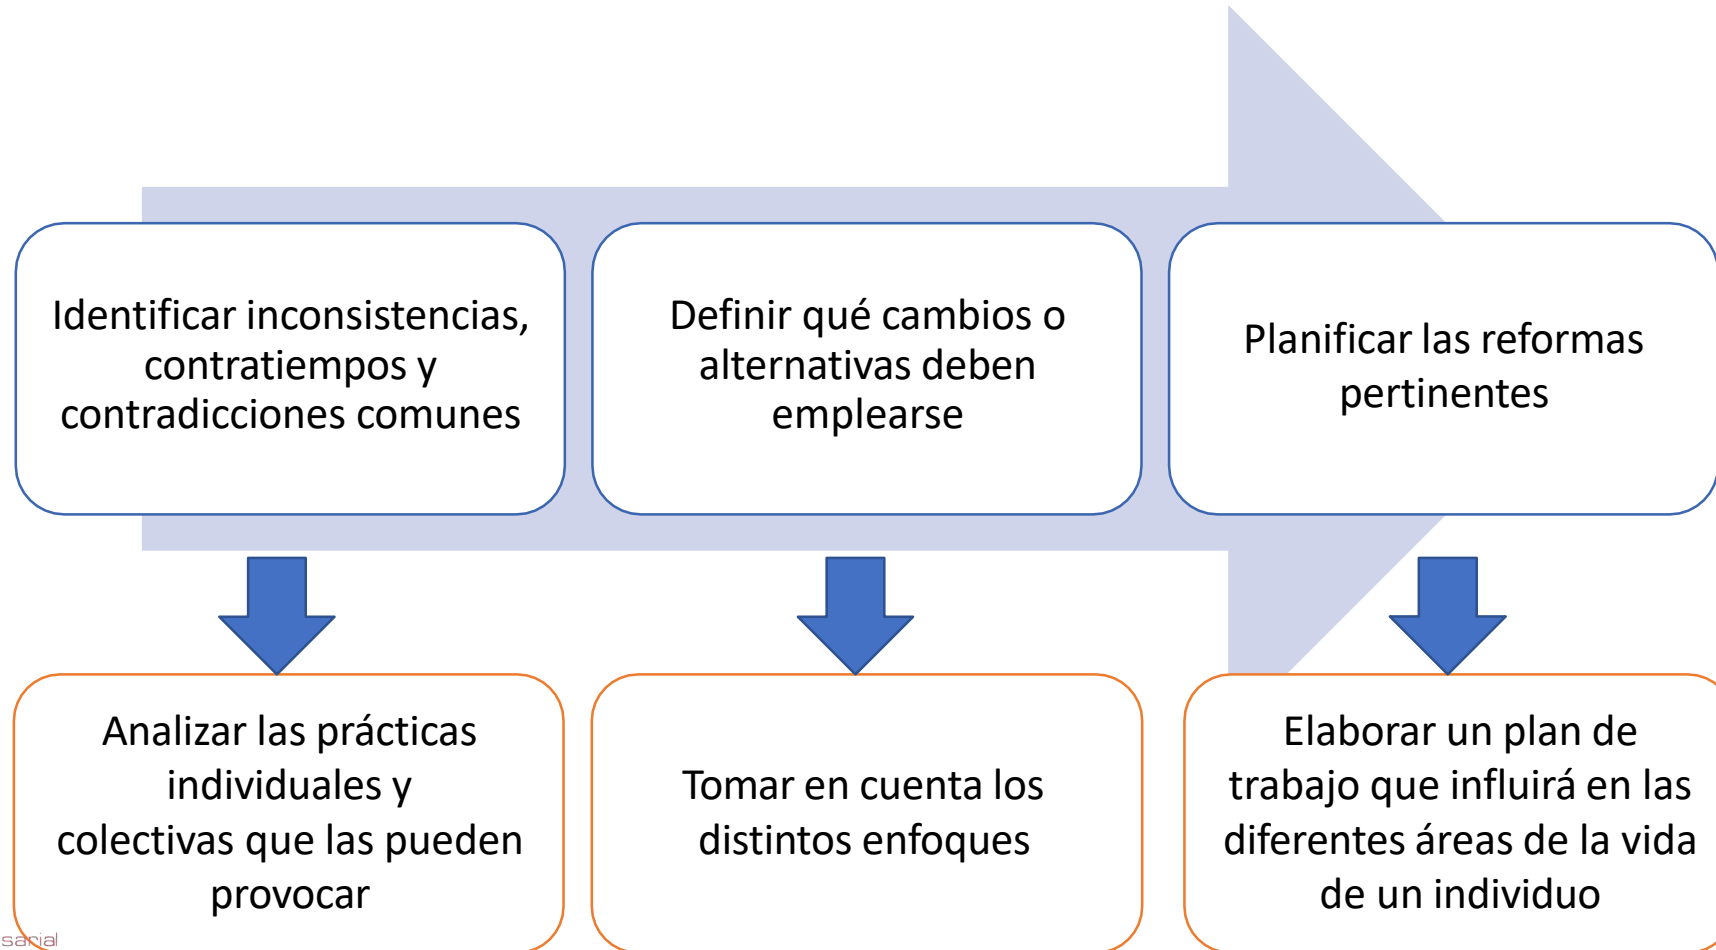 Identificar inconsistencias,
contratiempos y
contradicciones comunes
Definir qué cambios o
alternativas deben
emplearse
Planificar las reformas
pertinentes
Analizar las prácticas
individuales y
colectivas que las pueden
provocar
Tomar en cuenta los
distintos enfoques
Elaborar un plan de
trabajo que influirá en las
diferentes áreas de la vida
de un individuo
sarial